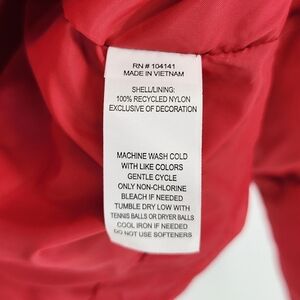 RN # 104141
MADE IN VIETNAM
SHELL/LINING:
100% RECYCLED NYLON
EXCLUSIVE OF DECORATION
MACHINE WASH COLD
WITH LIKE COLORS
GENTLE CYCLE
ONLY NON-CHLORINE
BLEACH IF NEEDED
TUMBLE DRY LOW WITH
TENNIS BALLS OR DRYER BALLS
COOL IRON IF NEEDED
DO NOT USE SOFTENERS